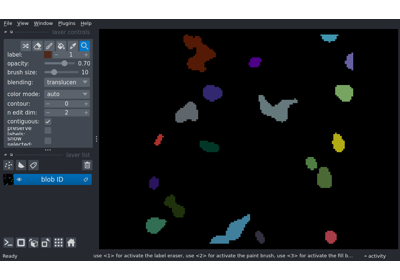 File View Window Plugins Help
layer controls
label: 1
opacity: 0.70
brush size: 10
blending: translucen
color mode: auto
contour: 0
n edit dim: 2
contiguous:
preserve labels:
show selected:
layer list
blob ID
Ready use <1> for activate the label eraser, use <2> for activate the paint brush, use <3> for activate the fill b... activity